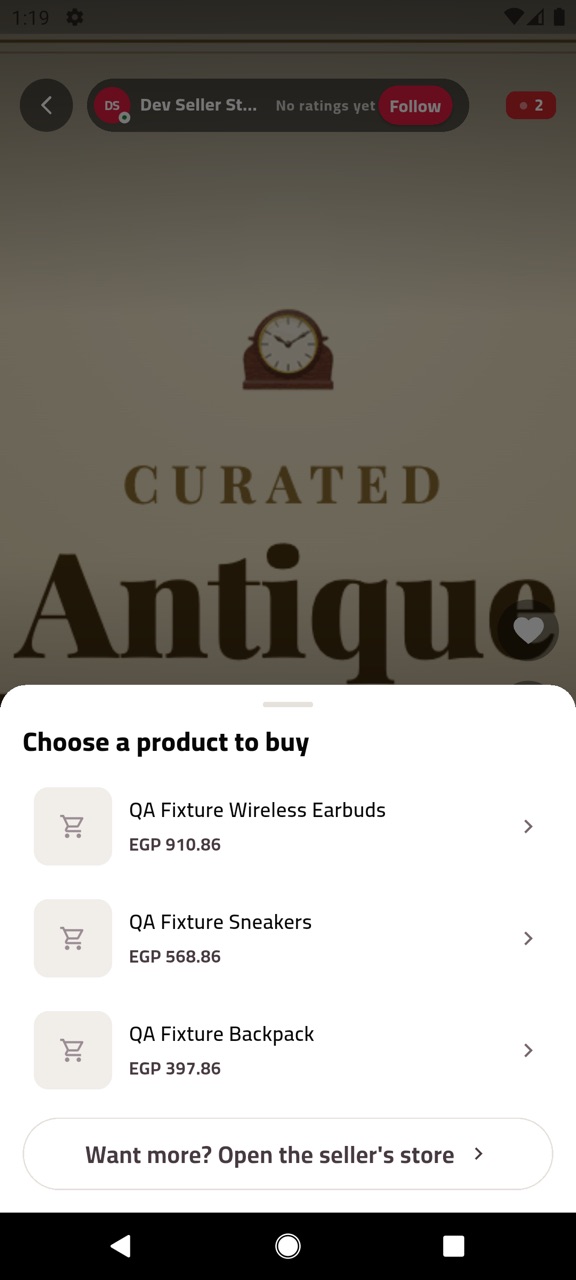 1:19
DS
Dev Seller St...
No ratings yet
Follow
2
CURATED
Antique
Choose a product to buy
QA Fixture Wireless Earbuds
EGP 910.86
QA Fixture Sneakers
EGP 568.86
QA Fixture Backpack
EGP 397.86
Want more? Open the seller's store